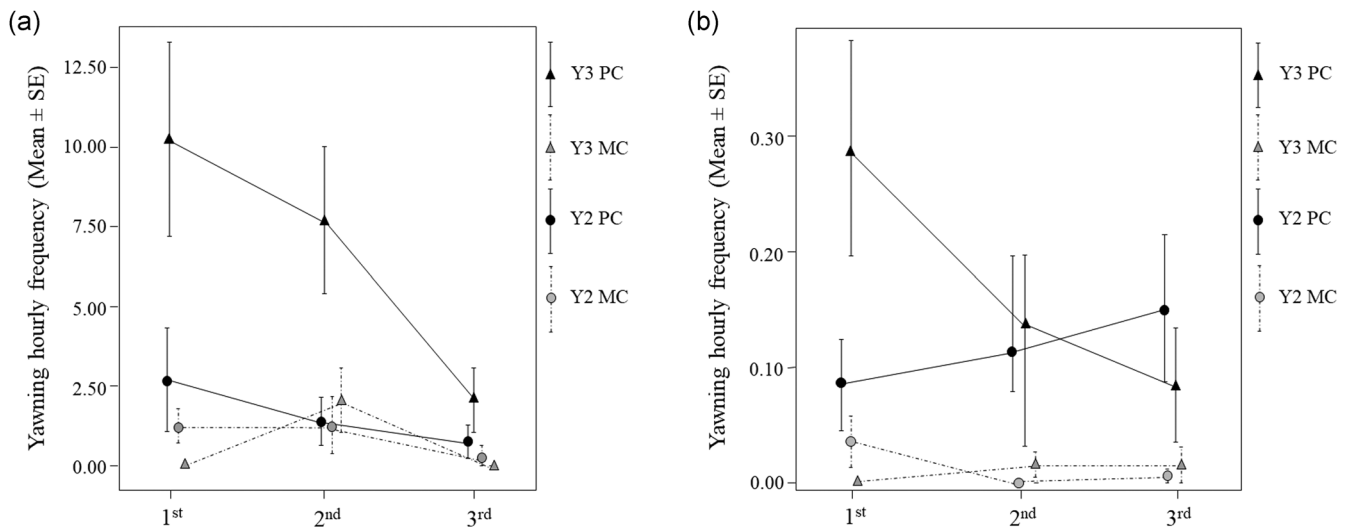 (a)
Yawning hourly frequency (Mean ± SE)
12.50
10.00
7.50
5.00
2.50
0.00
1st
2nd
3rd
Y3 PC
Y3 MC
Y2 PC
Y2 MC
(b)
Yawning hourly frequency (Mean ± SE)
0.30
0.20
0.10
0.00
1st
2nd
3rd
Y3 PC
Y3 MC
Y2 PC
Y2 MC